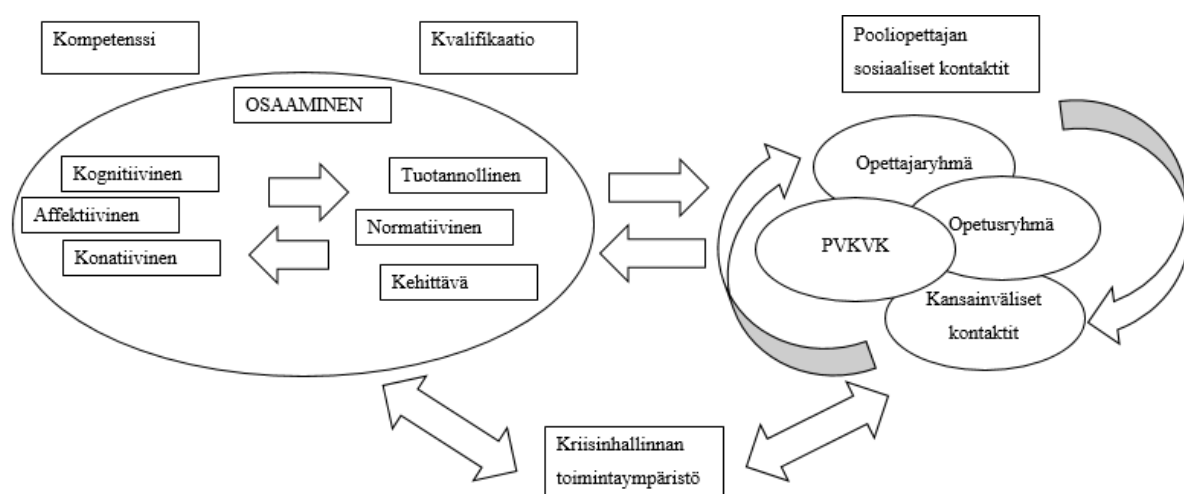 Kompetenssi
Kvalifikaatio
Pooliopettajan
sosiaaliset kontaktit
OSAAMINEN
Kognitiivinen
Affektiivinen
Konatiivinen
Tuotannollinen
Normatiivinen
Kehittävä
Opettajaryhmä
Opetusryhmä
PVKVK
Kansainväliset
kontaktit
Kriisinhallinnan
toimintaympäristö